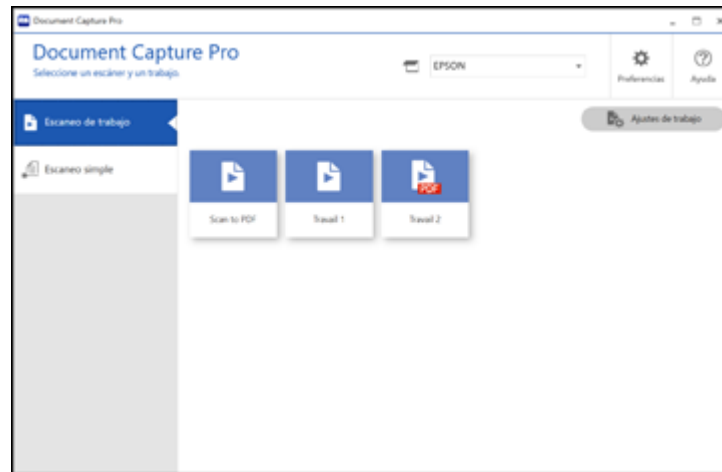 Document Capture Pro
Document Capture Pro
Seleccione un escáner y un trabajo.
EPSON
Preferencias
Ayuda
Escaneo de trabajo
Ajustes de trabajo
Escaneo simple
Scan to PDF
Travail 1
PDF
Travail 2